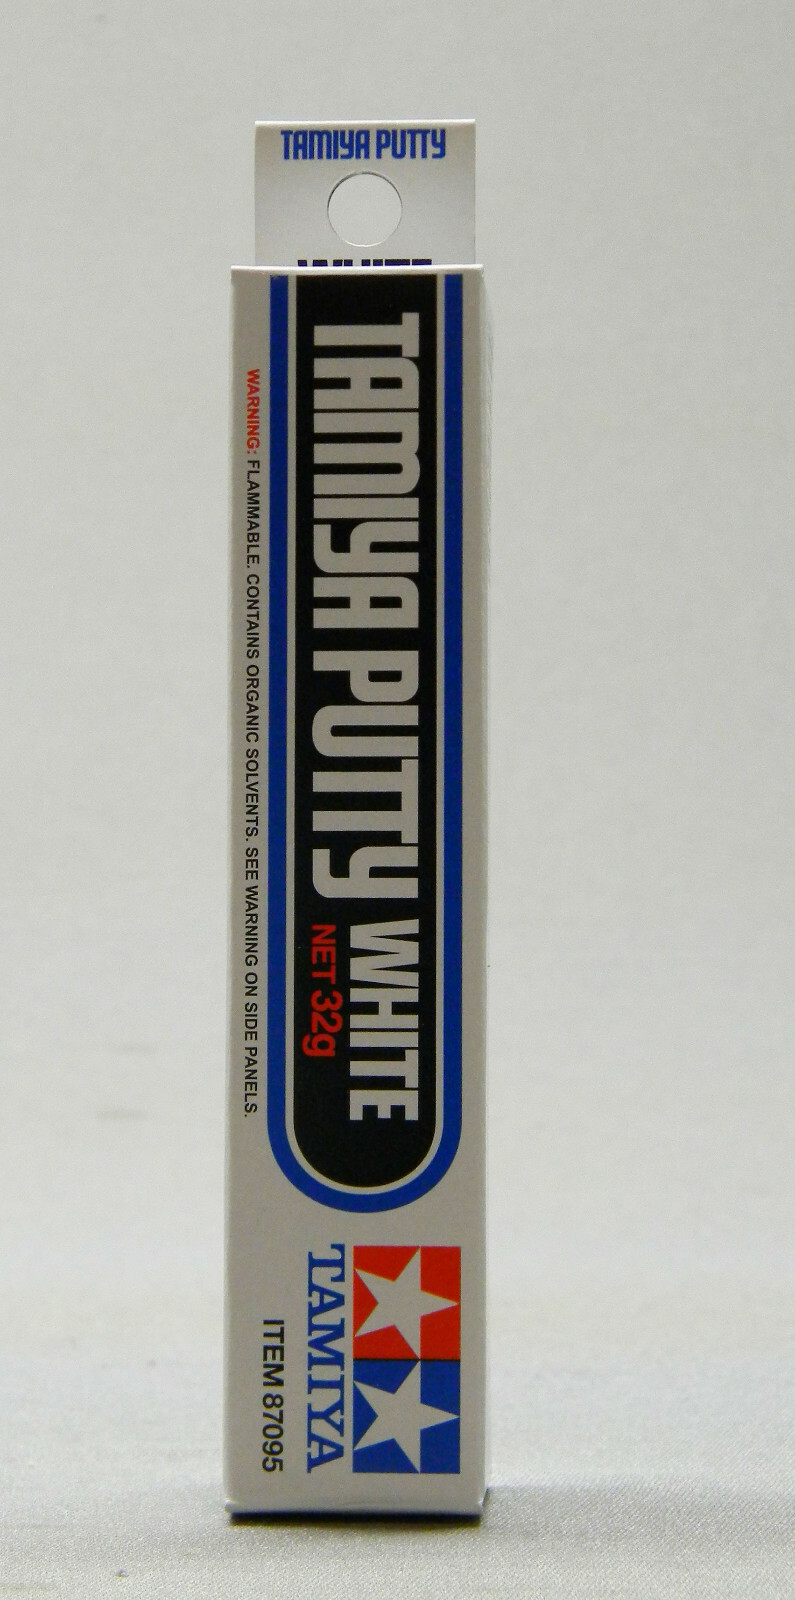 TAMIYA PUTTY
WHITE
TAMIYA PUTTY WHITE
NET 32g
WARNING: FLAMMABLE. CONTAINS ORGANIC SOLVENTS. SEE WARNING ON SIDE PANELS.
TAMIYA
ITEM 87095